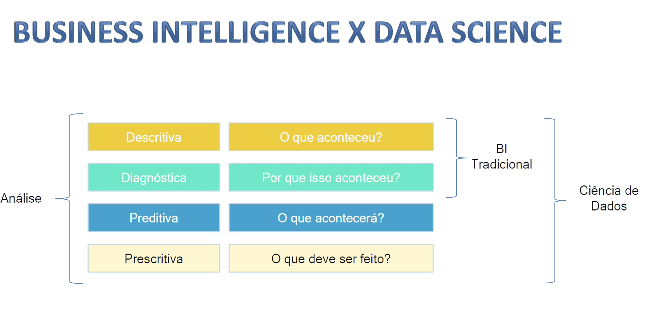 BUSINESS INTELLIGENCE X DATA SCIENCE
Análise
Descritiva
O que aconteceu?
Diagnóstica
Por que isso aconteceu?
Preditiva
O que acontecerá?
Prescritiva
O que deve ser feito?
BI
Tradicional
Ciência de
Dados